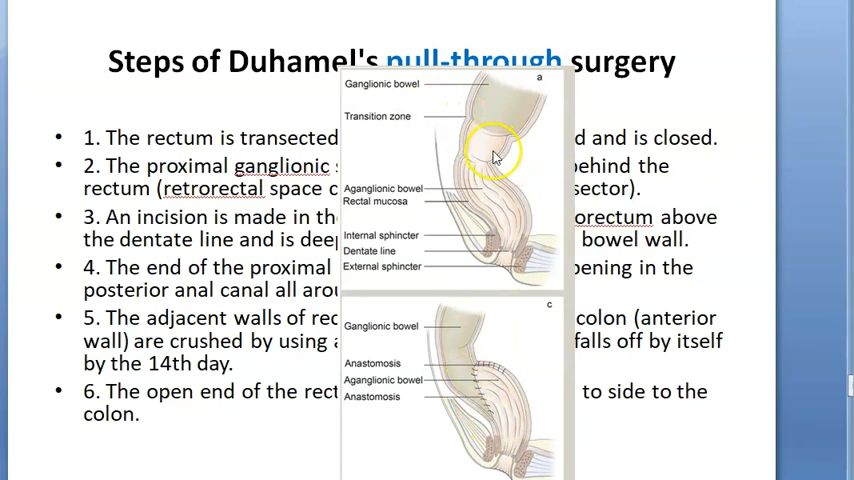 Steps of Duhamel's pull-through surgery
• 1. The rectum is transected d and is closed.
• 2. The proximal ganglionic behind the
rectum (retrorectal space sector).
• 3. An incision is made in the orectum above
the dentate line and is deep bowel wall.
• 4. The end of the proximal pening in the
posterior anal canal all arou
• 5. The adjacent walls of rec colon (anterior
wall) are crushed by using a falls off by itself
by the 14th day.
• 6. The open end of the rect to side to the
colon.
a
Ganglionic bowel
Transition zone
Aganglionic bowel
Rectal mucosa
Internal sphincter
Dentate line
External sphincter
c
Ganglionic bowel
Anastomosis
Aganglionic bowel
Anastomosis